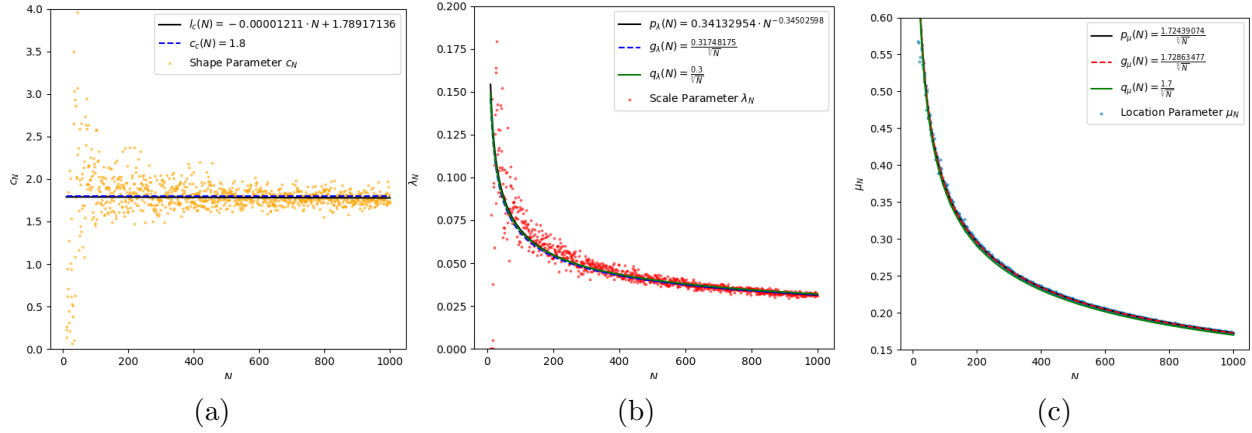 l_c(N) = −0.00001211 · N + 1.78917136
c_c(N) = 1.8
Shape Parameter c_N
4.0
3.5
3.0
2.5
2.0
1.5
1.0
0.5
0.0
c_N
0 200 400 600 800 1000
N
(a)
p_λ(N) = 0.34132954 · N^−0.34502598
g_λ(N) = 0.31748175/∛N
q_λ(N) = 0.3/∛N
Scale Parameter λ_N
0.200
0.175
0.150
0.125
0.100
0.075
0.050
0.025
0.000
λ_N
0 200 400 600 800 1000
N
(b)
p_μ(N) = 1.72439074/∛N
g_μ(N) = 1.72863477/∛N
q_μ(N) = 1.7/∛N
Location Parameter μ_N
0.60
0.55
0.50
0.45
0.40
0.35
0.30
0.25
0.20
0.15
μ_N
0 200 400 600 800 1000
N
(c)